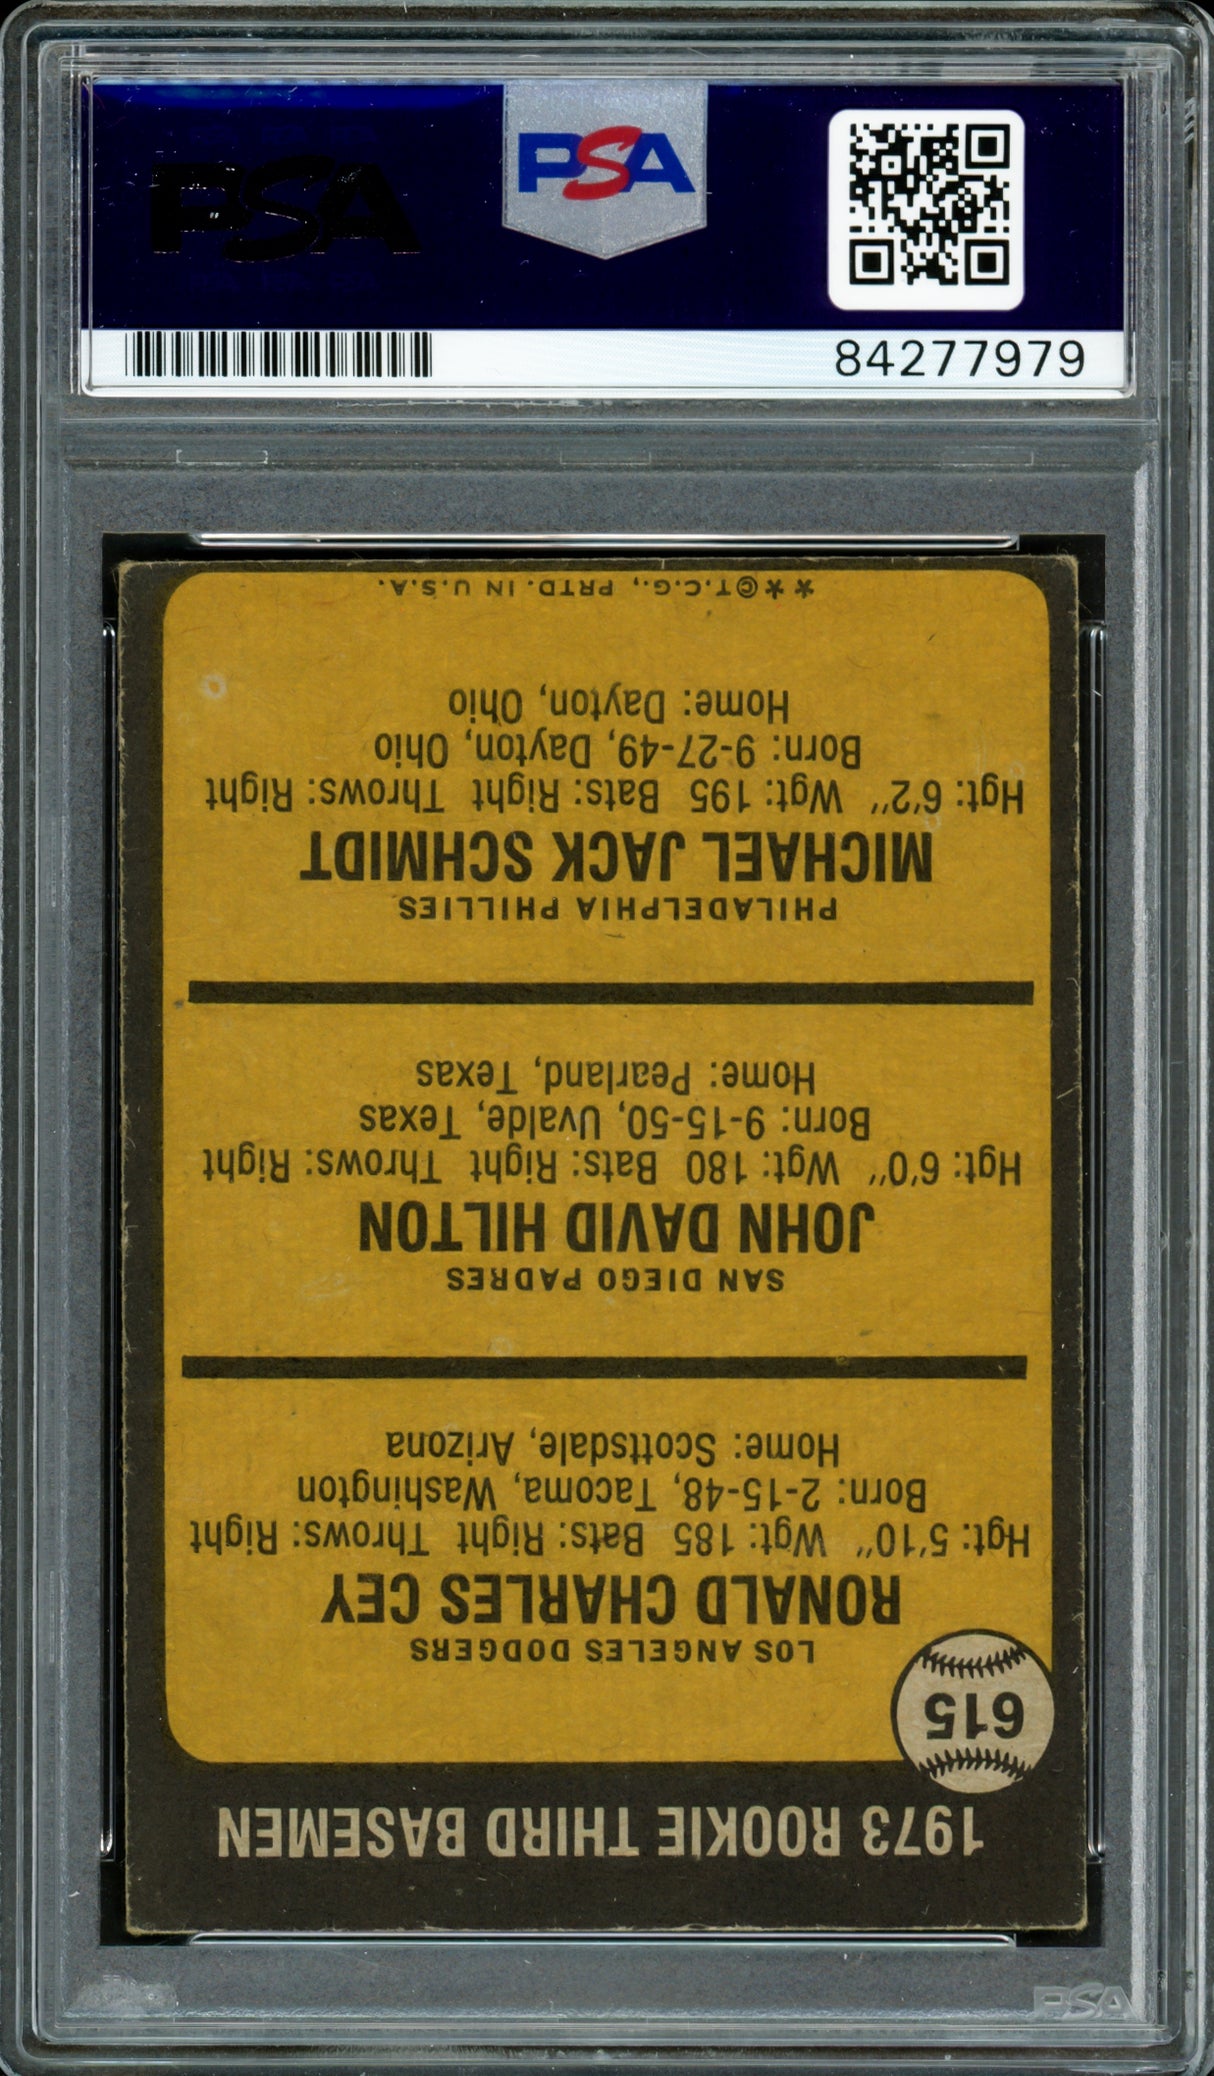 PSA
PSA
84277979
1973 ROOKIE THIRD BASEMEN
615
LOS ANGELES DODGERS
RONALD CHARLES CEY
Hgt: 5'10" Wgt: 185 Bats: Right Throws: Right
Born: 2-15-48, Tacoma, Washington
Home: Scottsdale, Arizona
SAN DIEGO PADRES
JOHN DAVID HILTON
Hgt: 6'0" Wgt: 180 Bats: Right Throws: Right
Born: 9-15-50, Uvalde, Texas
Home: Pearland, Texas
PHILADELPHIA PHILLIES
MICHAEL JACK SCHMIDT
Hgt: 6'2" Wgt: 195 Bats: Right Throws: Right
Born: 9-27-49, Dayton, Ohio
Home: Dayton, Ohio
**©T.C.G., PRTD. IN U.S.A.
PSA